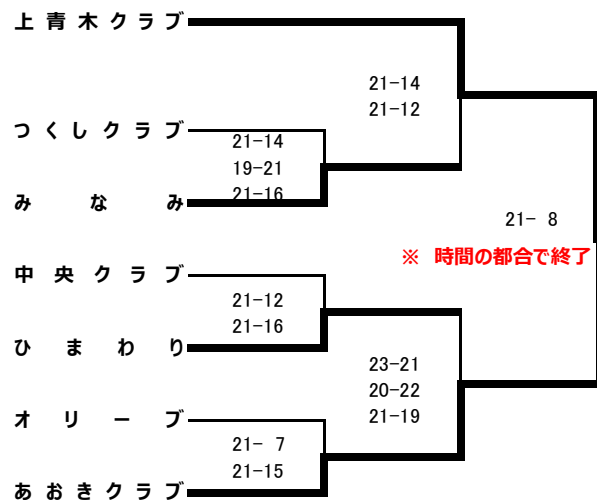 上青木クラブ
21-14
21-12
つくしクラブ
21-14
19-21
21-16
みなみ
21- 8
※ 時間の都合で終了
中央クラブ
21-12
21-16
ひまわり
23-21
20-22
21-19
オリーブ
21- 7
21-15
あおきクラブ